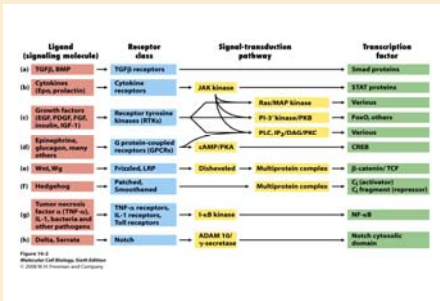 Ligand (signaling molecule) Receptor class Signal-transduction pathway Transcription factor
(a) TGFβ, BMP TGFβ receptors Smad proteins
(b) Cytokines (Epo, prolactin) Cytokine receptors JAK kinase STAT proteins
(c) Growth factors (EGF, PDGF, FGF, insulin, IGF-1) Receptor tyrosine kinases (RTKs)
Ras/MAP kinase Various
PI-3′ kinase/PKB FoxO, others
PLC, IP₃/DAG/PKC Various
(d) Epinephrine, glucagon, many others G protein-coupled receptors (GPCRs) cAMP/PKA CREB
(e) Wnt, Wg Frizzled, LRP Disheveled Multiprotein complex β-catenin/ TCF
(f) Hedgehog Patched, Smoothened Multiprotein complex Cᵢ (activator) Cᵢ fragment (repressor)
(g) Tumor necrosis factor α (TNF-α), IL-1, bacteria and other pathogens TNF-α receptors, IL-1 receptors, Toll receptors I-κB kinase NF-κB
(h) Delta, Serrate Notch ADAM 10/ γ-secretase Notch cytosolic domain
Molecular Cell Biology, Sixth Edition
© 2008 W.H. Freeman and Company